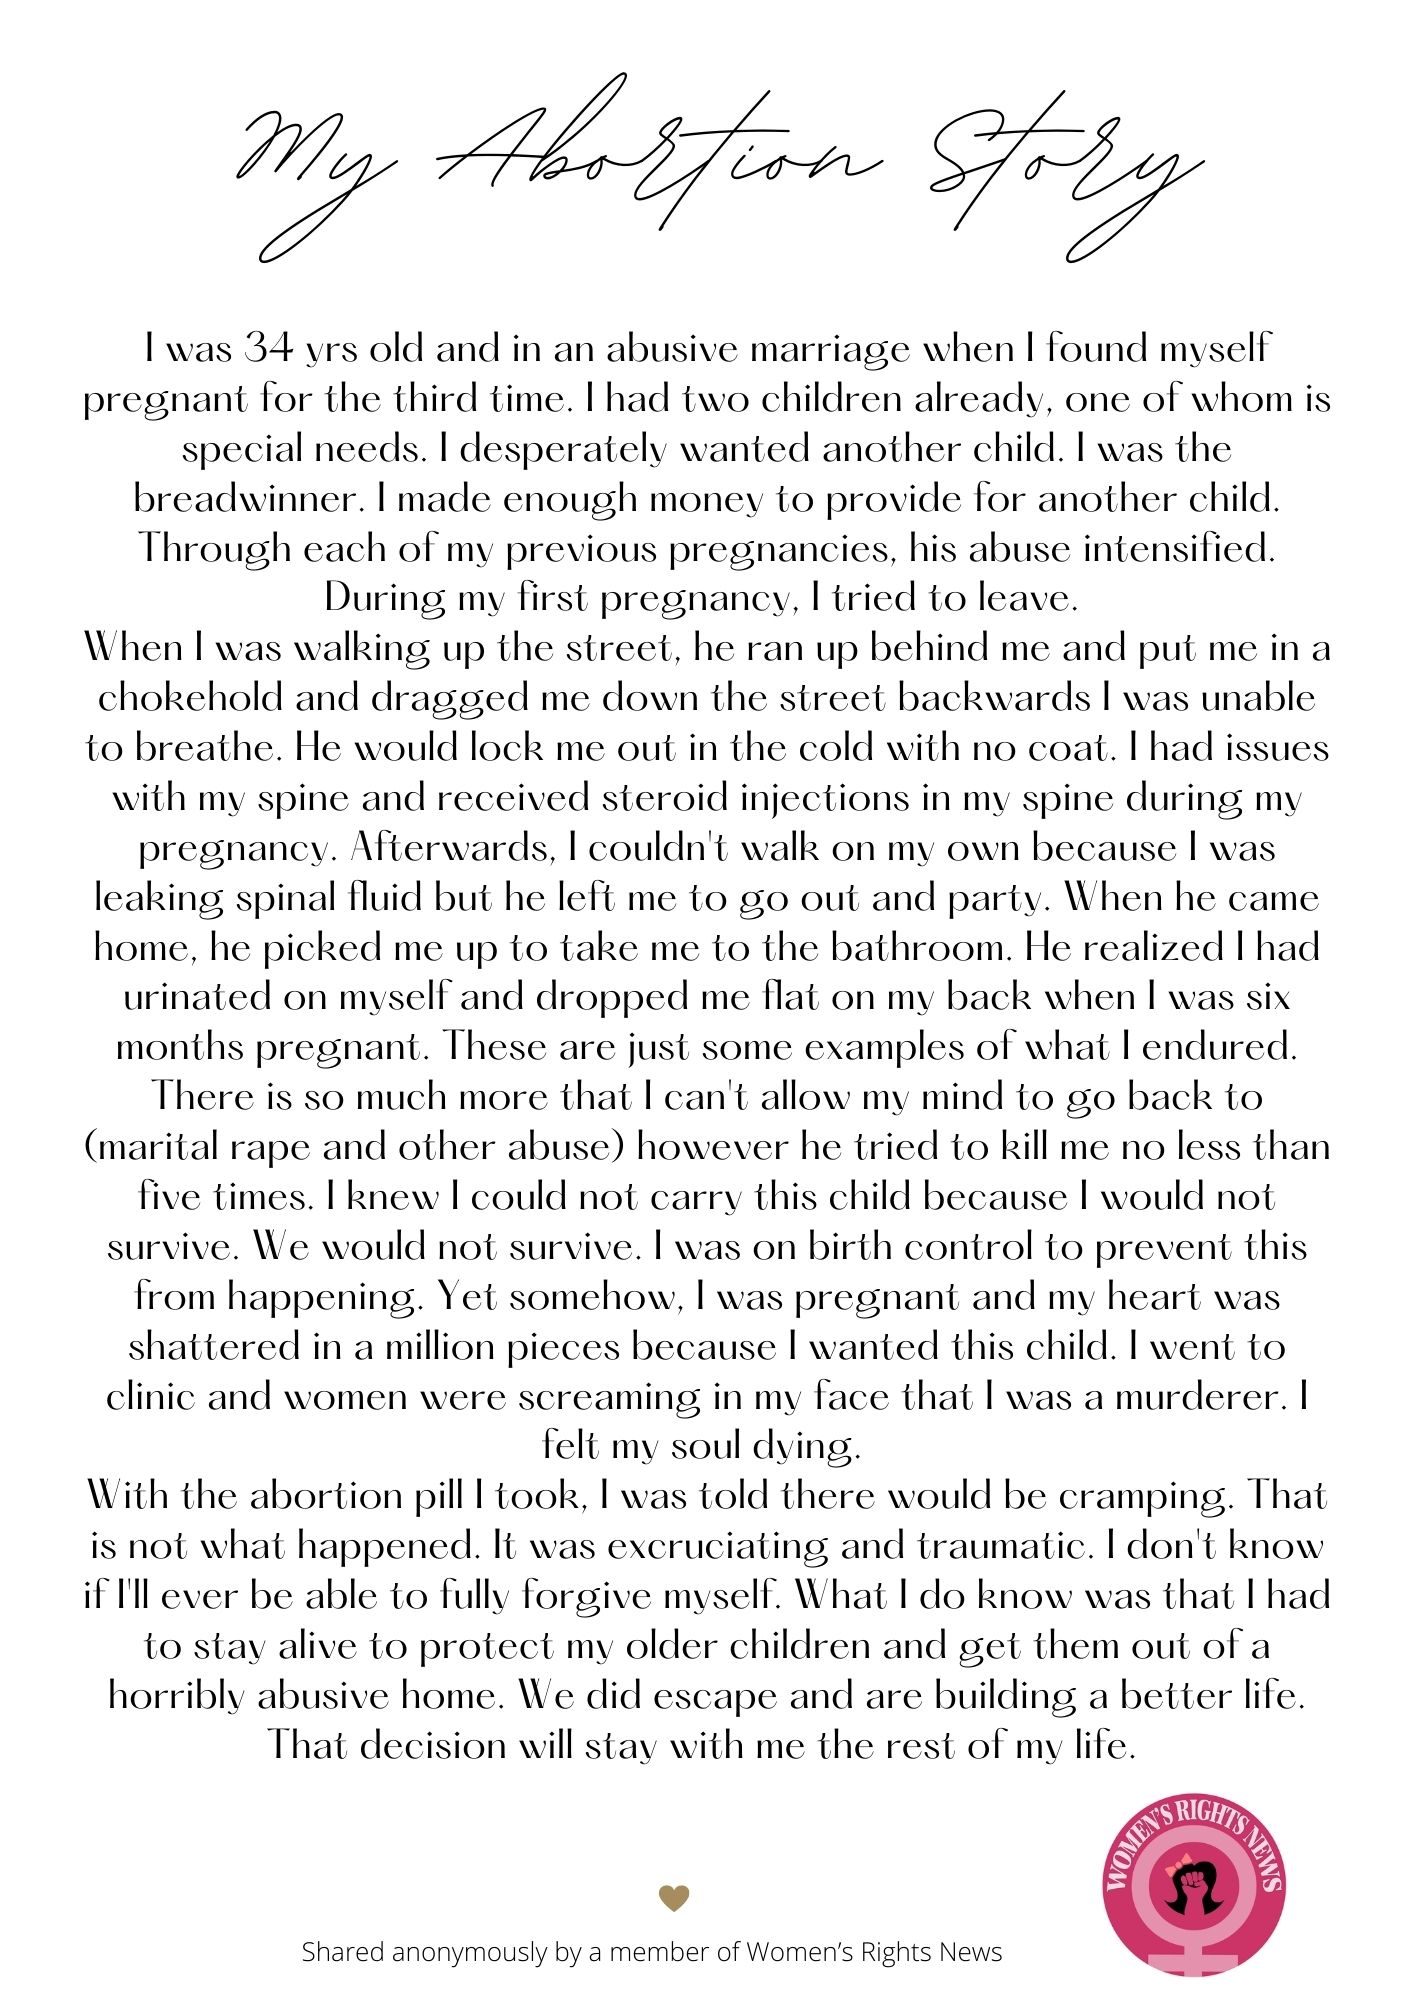 My Abortion Story
I was 34 yrs old and in an abusive marriage when I found myself
pregnant for the third time. I had two children already, one of whom is
special needs. I desperately wanted another child. I was the
breadwinner. I made enough money to provide for another child.
Through each of my previous pregnancies, his abuse intensified.
During my first pregnancy, I tried to leave.
When I was walking up the street, he ran up behind me and put me in a
chokehold and dragged me down the street backwards I was unable
to breathe. He would lock me out in the cold with no coat. I had issues
with my spine and received steroid injections in my spine during my
pregnancy. Afterwards, I couldn't walk on my own because I was
leaking spinal fluid but he left me to go out and party. When he came
home, he picked me up to take me to the bathroom. He realized I had
urinated on myself and dropped me flat on my back when I was six
months pregnant. These are just some examples of what I endured.
There is so much more that I can't allow my mind to go back to
(marital rape and other abuse) however he tried to kill me no less than
five times. I knew I could not carry this child because I would not
survive. We would not survive. I was on birth control to prevent this
from happening. Yet somehow, I was pregnant and my heart was
shattered in a million pieces because I wanted this child. I went to
clinic and women were screaming in my face that I was a murderer. I
felt my soul dying.
With the abortion pill I took, I was told there would be cramping. That
is not what happened. It was excruciating and traumatic. I don't know
if I'll ever be able to fully forgive myself. What I do know was that I had
to stay alive to protect my older children and get them out of a
horribly abusive home. We did escape and are building a better life.
That decision will stay with me the rest of my life.
WOMEN'S RIGHTS NEWS
Shared anonymously by a member of Women’s Rights News